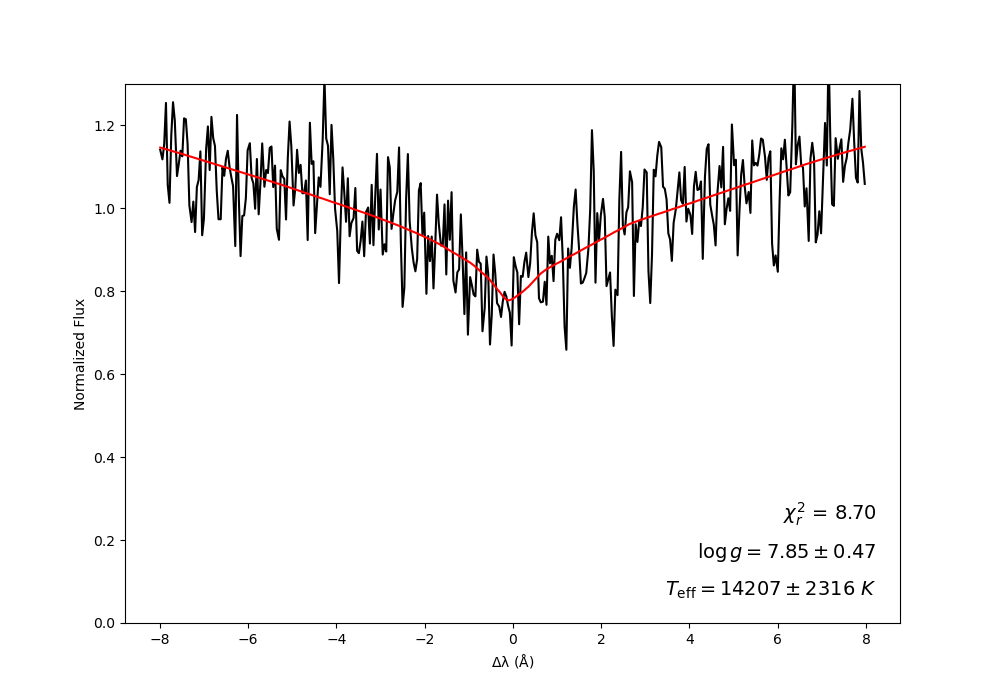 1.2
1.0
0.8
0.6
0.4
0.2
0.0
Normalized Flux
χ²ᵣ = 8.70
log g = 7.85 ± 0.47
T_eff = 14207 ± 2316 K
−8 −6 −4 −2 0 2 4 6 8
Δλ (Å)